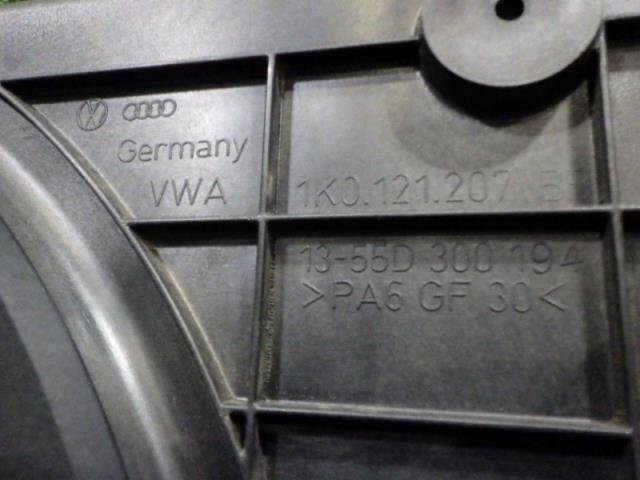 Germany
VWA
1K0.121.207
13-55D 300 194
>PA6 GF 30<